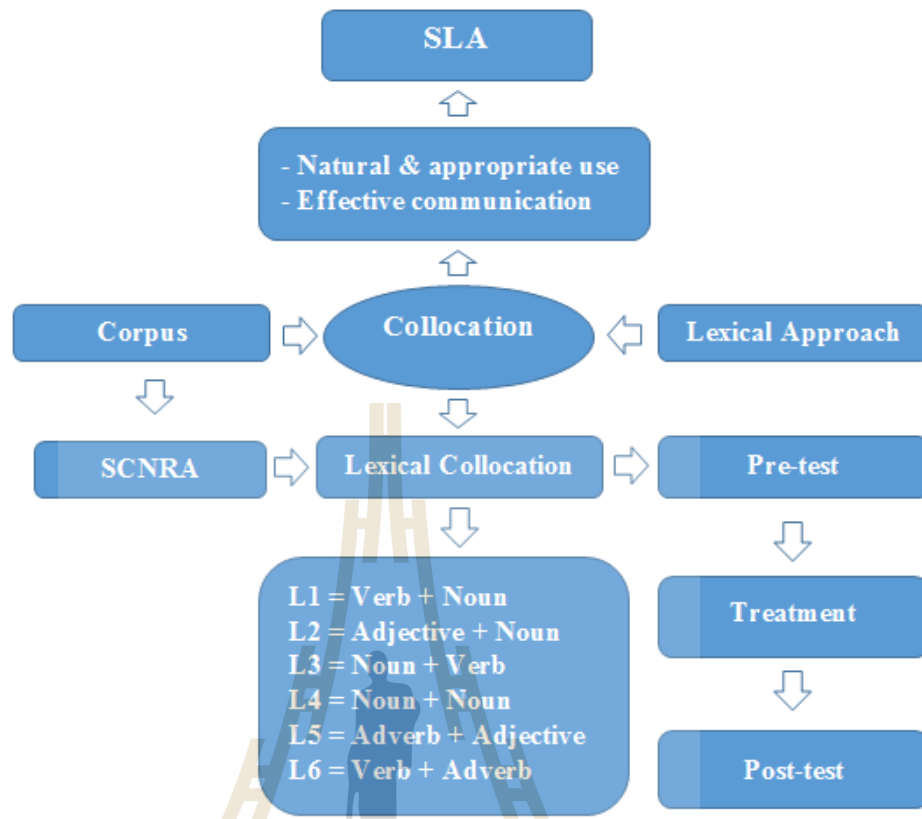 SLA
- Natural & appropriate use
- Effective communication
Corpus
Collocation
Lexical Approach
SCNRA
Lexical Collocation
Pre-test
L1 = Verb + Noun
L2 = Adjective + Noun
L3 = Noun + Verb
L4 = Noun + Noun
L5 = Adverb + Adjective
L6 = Verb + Adverb
Treatment
Post-test